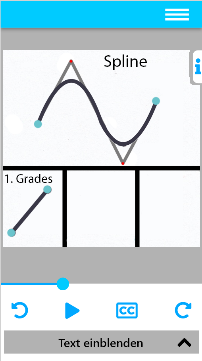 Spline
i
1. Grades
CC
Text einblenden